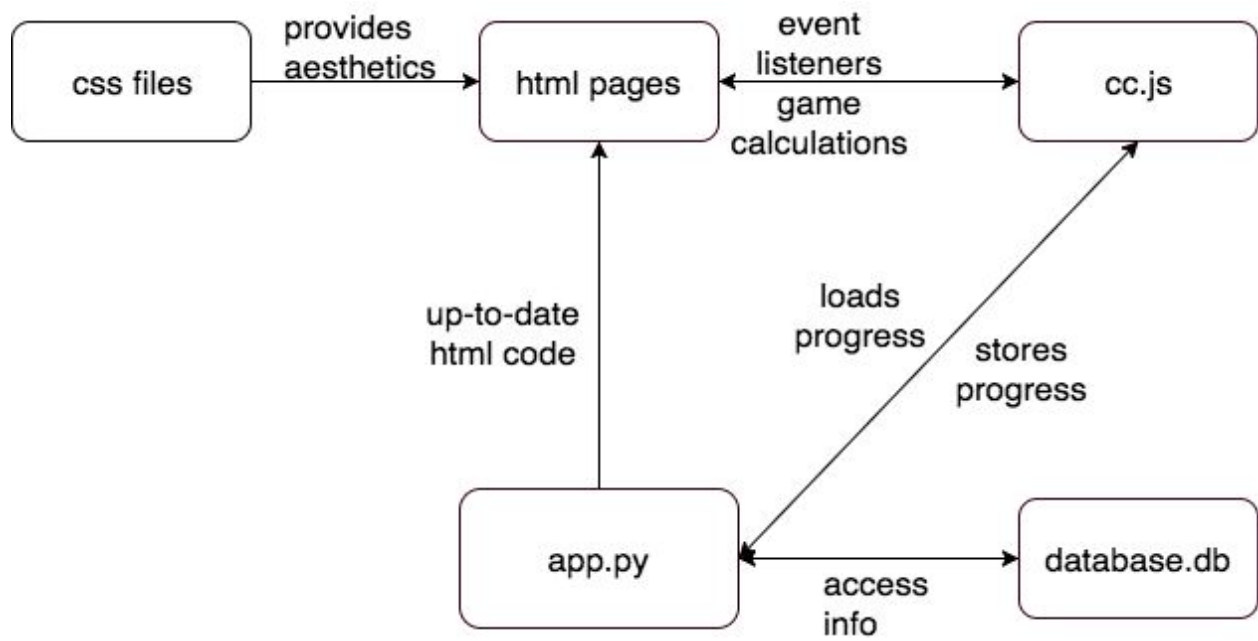 provides
aesthetics
css files
html pages
event
listeners
game
calculations
cc.js
up-to-date
html code
loads
progress
stores
progress
app.py
access
info
database.db